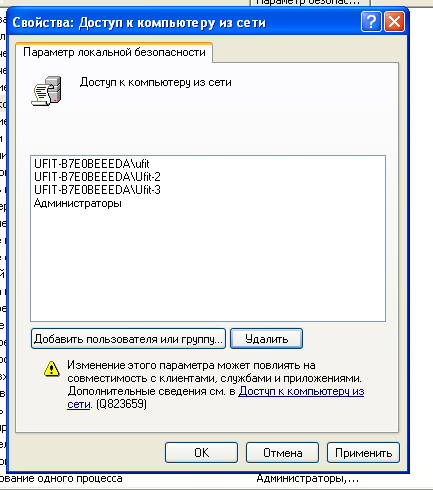 Параметр безопас...
Свойства: Доступ к компьютеру из сети
Параметр локальной безопасности
Доступ к компьютеру из сети
UFIT-B7E0BEEEDA\ufit
UFIT-B7E0BEEEDA\Ufit-2
UFIT-B7E0BEEEDA\Ufit-3
Администраторы
Добавить пользователя или группу...
Удалить
Изменение этого параметра может повлиять на
совместимость с клиентами, службами и приложениями.
Дополнительные сведения см. в Доступ к компьютеру из
сети. (Q823659)
OK
Отмена
Применить
ование одного процесса
Администраторы,...